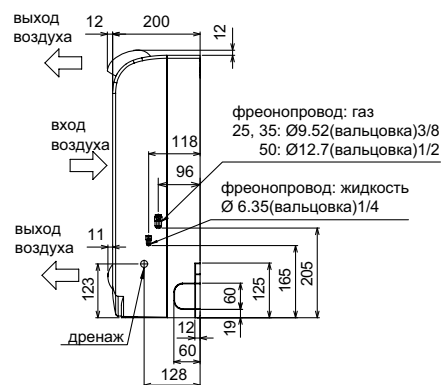 выход
воздуха
12
200
12
вход
воздуха
118
96
фреонопровод: газ
25, 35: Ø9.52(вальцовка)3/8
50: Ø12.7(вальцовка)1/2
фреонопровод: жидкость
Ø 6.35(вальцовка)1/4
выход
воздуха
11
123
60
125
165
205
12
19
дренаж
60
128